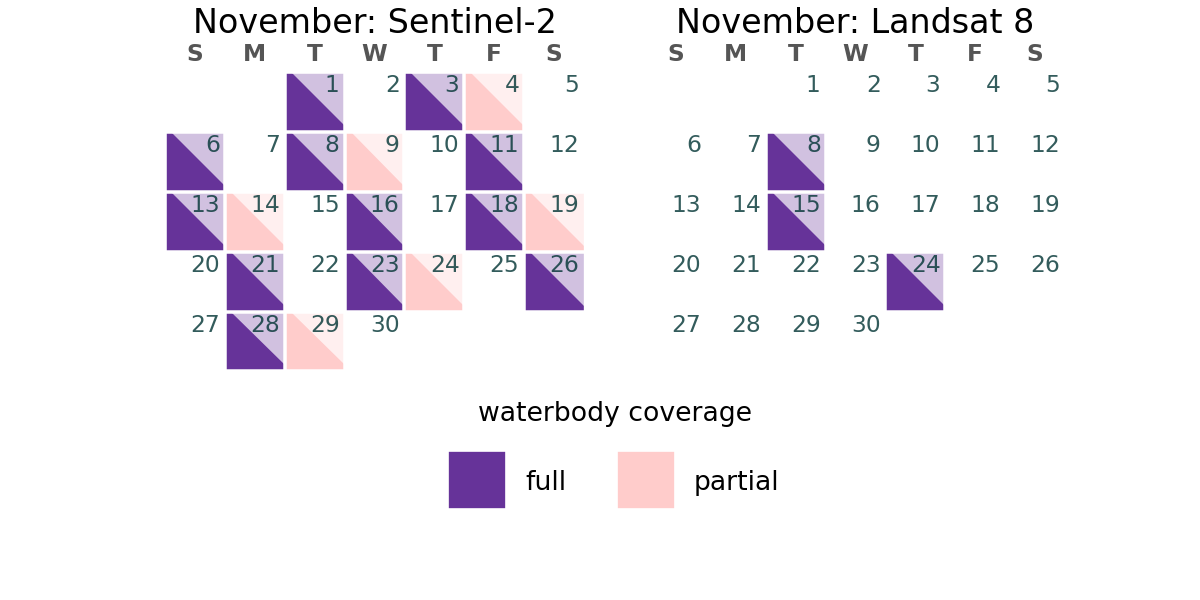 November: Sentinel-2
S M T W T F S
1 2 3 4 5
6 7 8 9 10 11 12
13 14 15 16 17 18 19
20 21 22 23 24 25 26
27 28 29 30
November: Landsat 8
S M T W T F S
1 2 3 4 5
6 7 8 9 10 11 12
13 14 15 16 17 18 19
20 21 22 23 24 25 26
27 28 29 30
waterbody coverage
full
partial